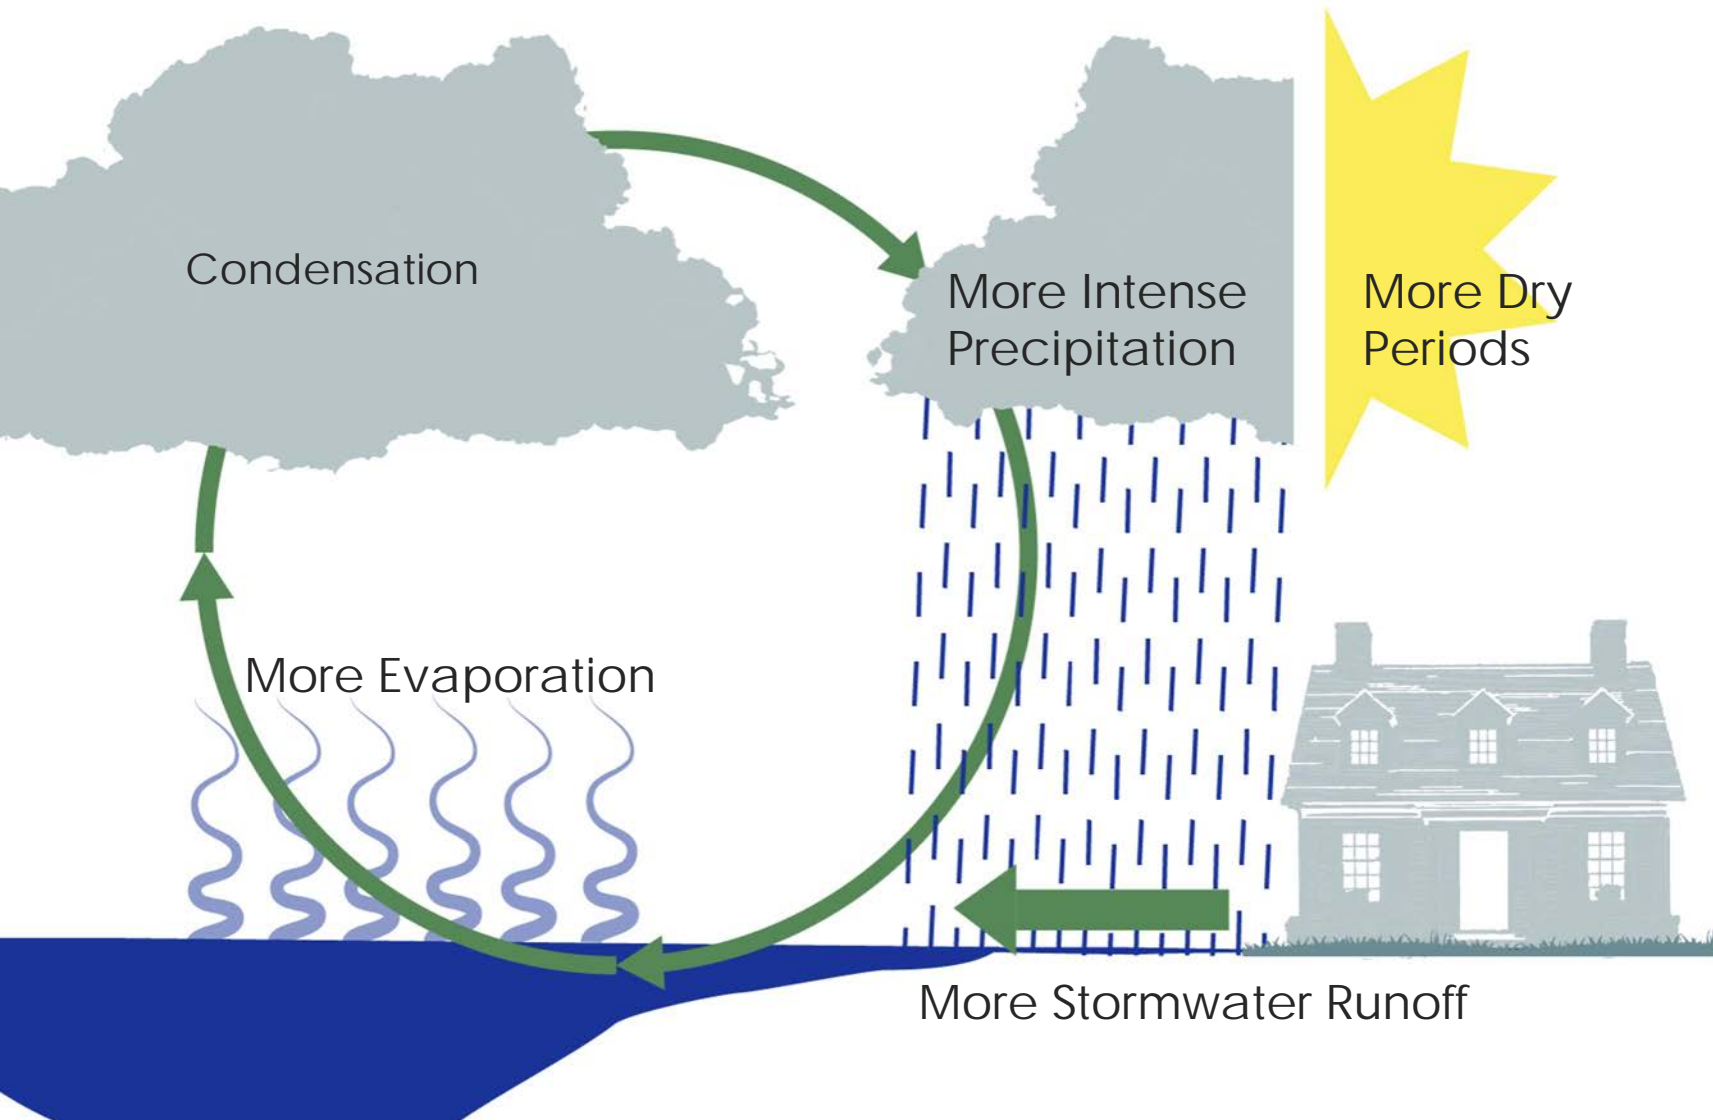 Condensation
More Intense
Precipitation
More Dry
Periods
More Evaporation
More Stormwater Runoff